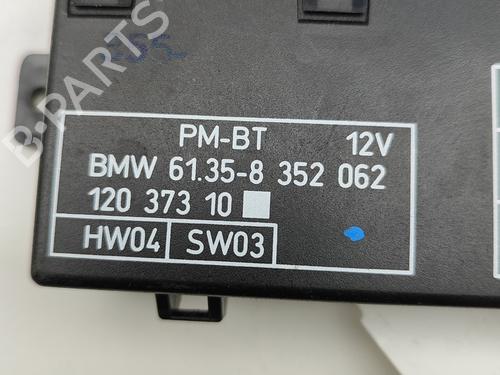 PM-BT 12V
BMW 61.35-8 352 062
120 373 10
HW04 SW03
B-PARTS